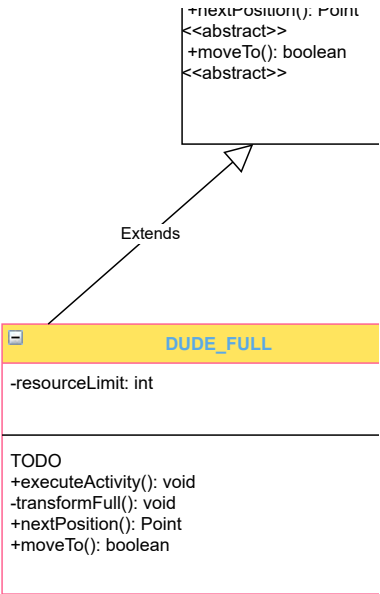 +nextPosition(): Point
<<abstract>>
+moveTo(): boolean
<<abstract>>
Extends
DUDE_FULL
-resourceLimit: int
TODO
+executeActivity(): void
-transformFull(): void
+nextPosition(): Point
+moveTo(): boolean